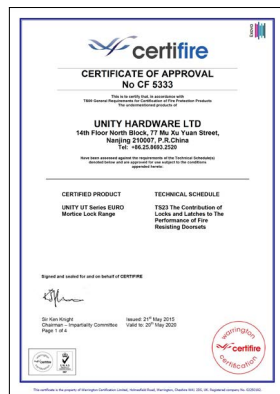 certifire
CERTIFICATE OF APPROVAL
No CF 5333
This is to certify that, in accordance with
TS00 General Requirements for Certification of Fire Protection Products
The undermentioned products of
UNITY HARDWARE LTD
14th Floor North Block, 77 Mu Xu Yuan Street,
Nanjing 210007, P.R.China
Tel: +86.25.8693.2520
Have been assessed against the requirements of the Technical Schedule(s)
denoted below and are approved for use subject to the conditions
appended hereto:
CERTIFIED PRODUCT
TECHNICAL SCHEDULE
UNITY UT Series EURO
Mortice Lock Range
TS23 The Contribution of
Locks and Latches to The
Performance of Fire
Resisting Doorsets
Signed and sealed for and on behalf of CERTIFIRE
Sir Ken Knight
Chairman – Impartiality Committee
Page 1 of 4
Issued: 21st May 2015
Valid to: 20th May 2020
warrington
certifire
certification